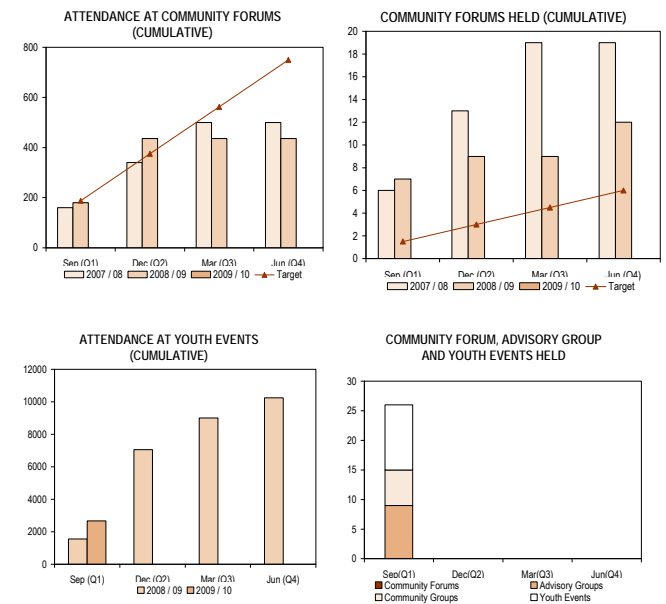 ATTENDANCE AT COMMUNITY FORUMS
(CUMULATIVE)
800
600
400
200
0
Sep (Q1) Dec (Q2) Mar (Q3) Jun (Q4)
2007 / 08 2008 / 09 2009 / 10 Target
COMMUNITY FORUMS HELD (CUMULATIVE)
20
18
16
14
12
10
8
6
4
2
0
Sep (Q1) Dec (Q2) Mar (Q3) Jun (Q4)
2007 / 08 2008 / 09 2009 / 10 Target
ATTENDANCE AT YOUTH EVENTS
(CUMULATIVE)
12000
10000
8000
6000
4000
2000
0
Sep (Q1) Dec (Q2) Mar (Q3) Jun (Q4)
2008 / 09 2009 / 10
COMMUNITY FORUM, ADVISORY GROUP
AND YOUTH EVENTS HELD
30
25
20
15
10
5
0
Sep(Q1) Dec(Q2) Mar(Q3) Jun(Q4)
Community Forums Advisory Groups
Community Groups Youth Events